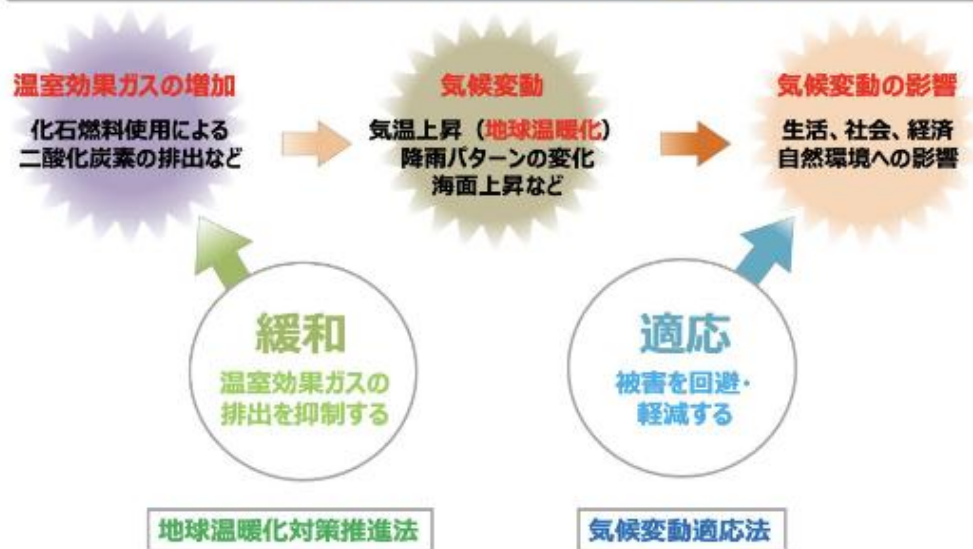 温室効果ガスの増加
化石燃料使用による
二酸化炭素の排出など
気候変動
気温上昇（地球温暖化）
降雨パターンの変化
海面上昇など
気候変動の影響
生活、社会、経済
自然環境への影響
緩和
温室効果ガスの
排出を抑制する
適応
被害を回避・
軽減する
地球温暖化対策推進法
気候変動適応法